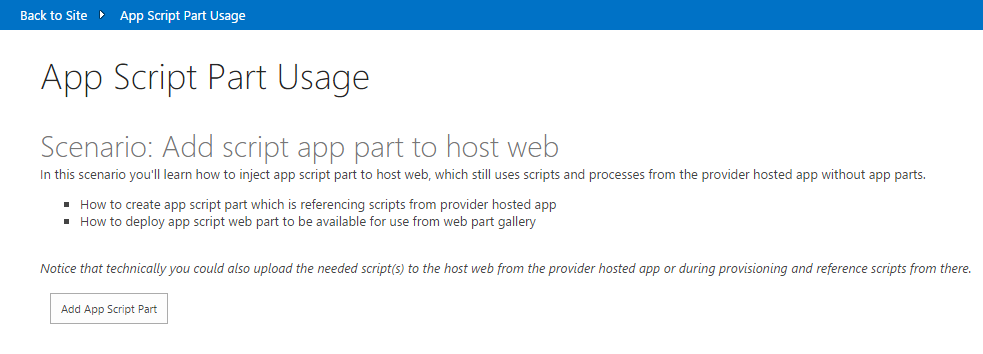 Back to Site App Script Part Usage
App Script Part Usage
Scenario: Add script app part to host web
In this scenario you'll learn how to inject app script part to host web, which still uses scripts and processes from the provider hosted app without app parts.
How to create app script part which is referencing scripts from provider hosted app
How to deploy app script web part to be available for use from web part gallery
Notice that technically you could also upload the needed script(s) to the host web from the provider hosted app or during provisioning and reference scripts from there.
Add App Script Part